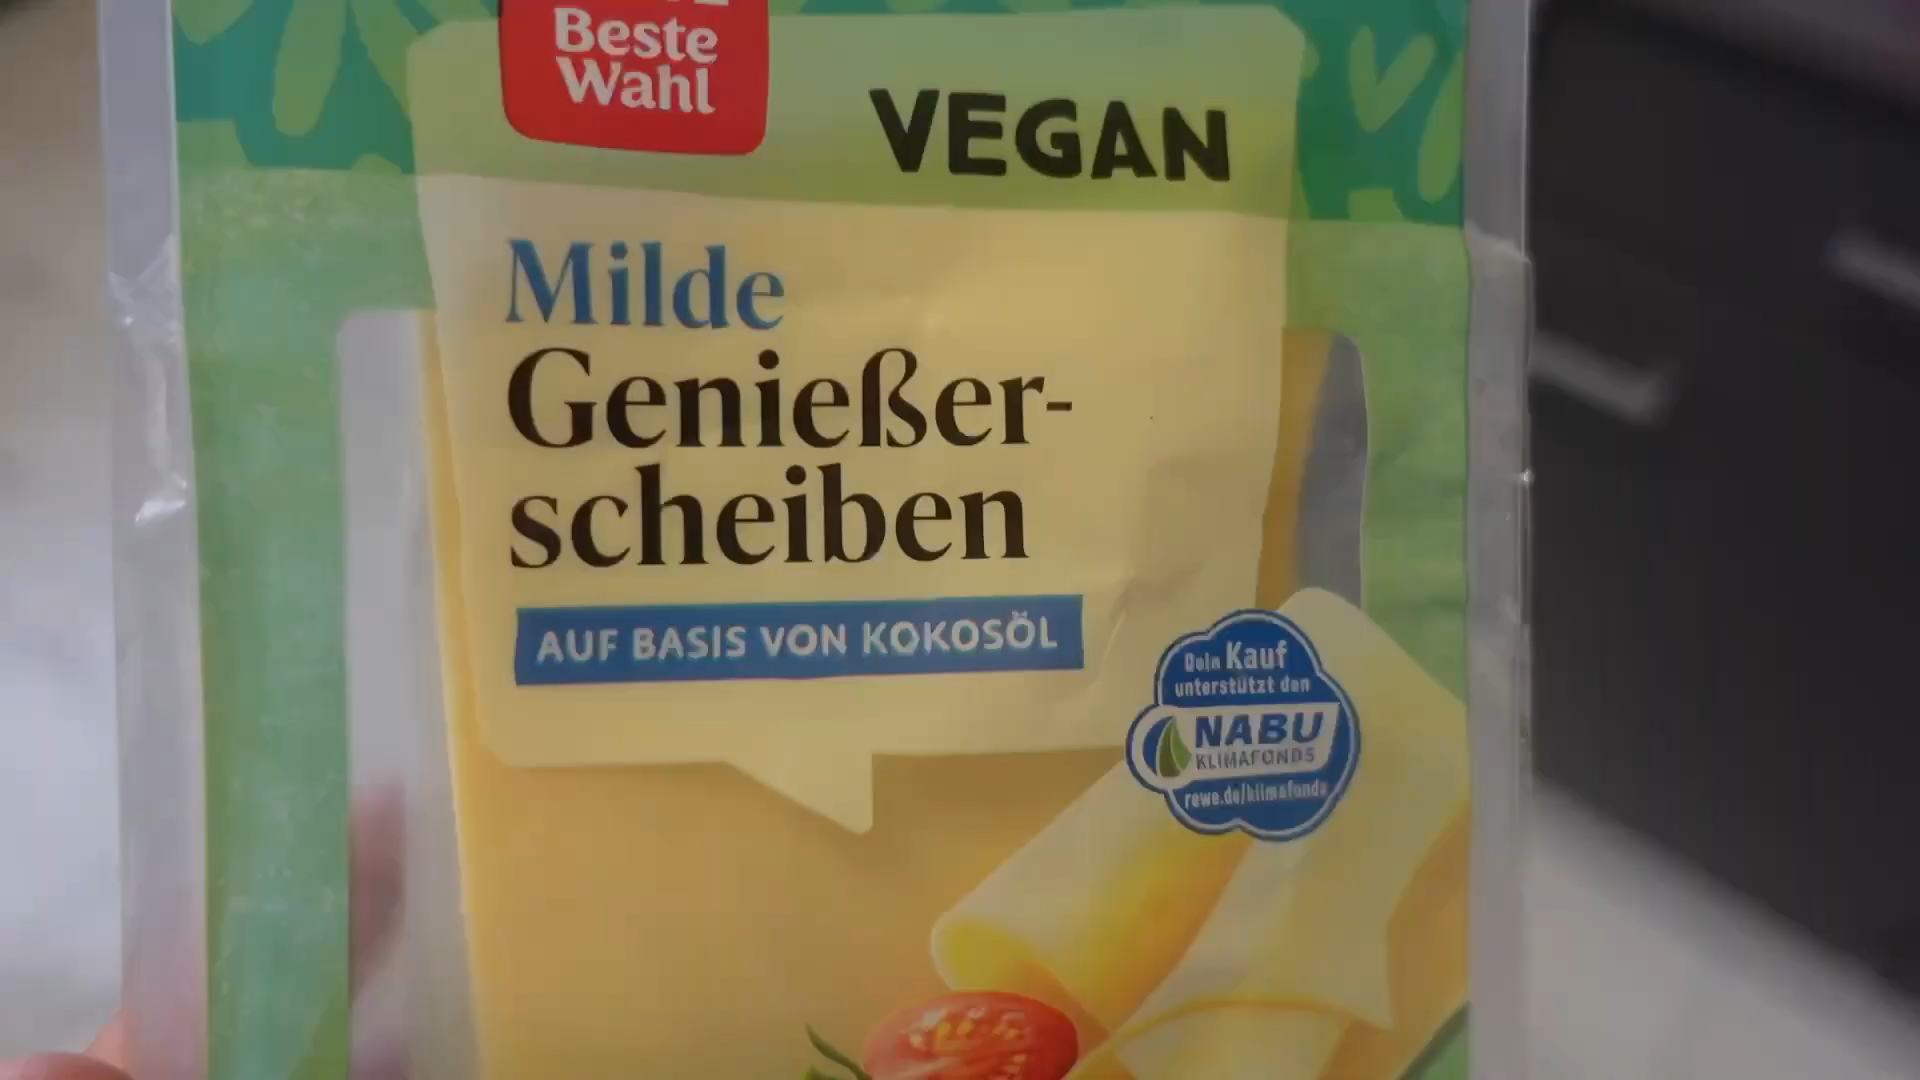 Beste
Wahl
VEGAN
Milde
Genießer-
scheiben
AUF BASIS VON KOKOSÖL
Dein Kauf
unterstützt den
NABU
KLIMAFONDS
rewe.de/klimafonds